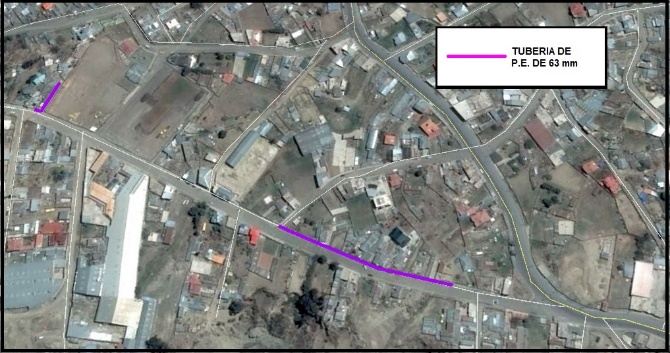 TUBERIA DE
P.E. DE 63 mm